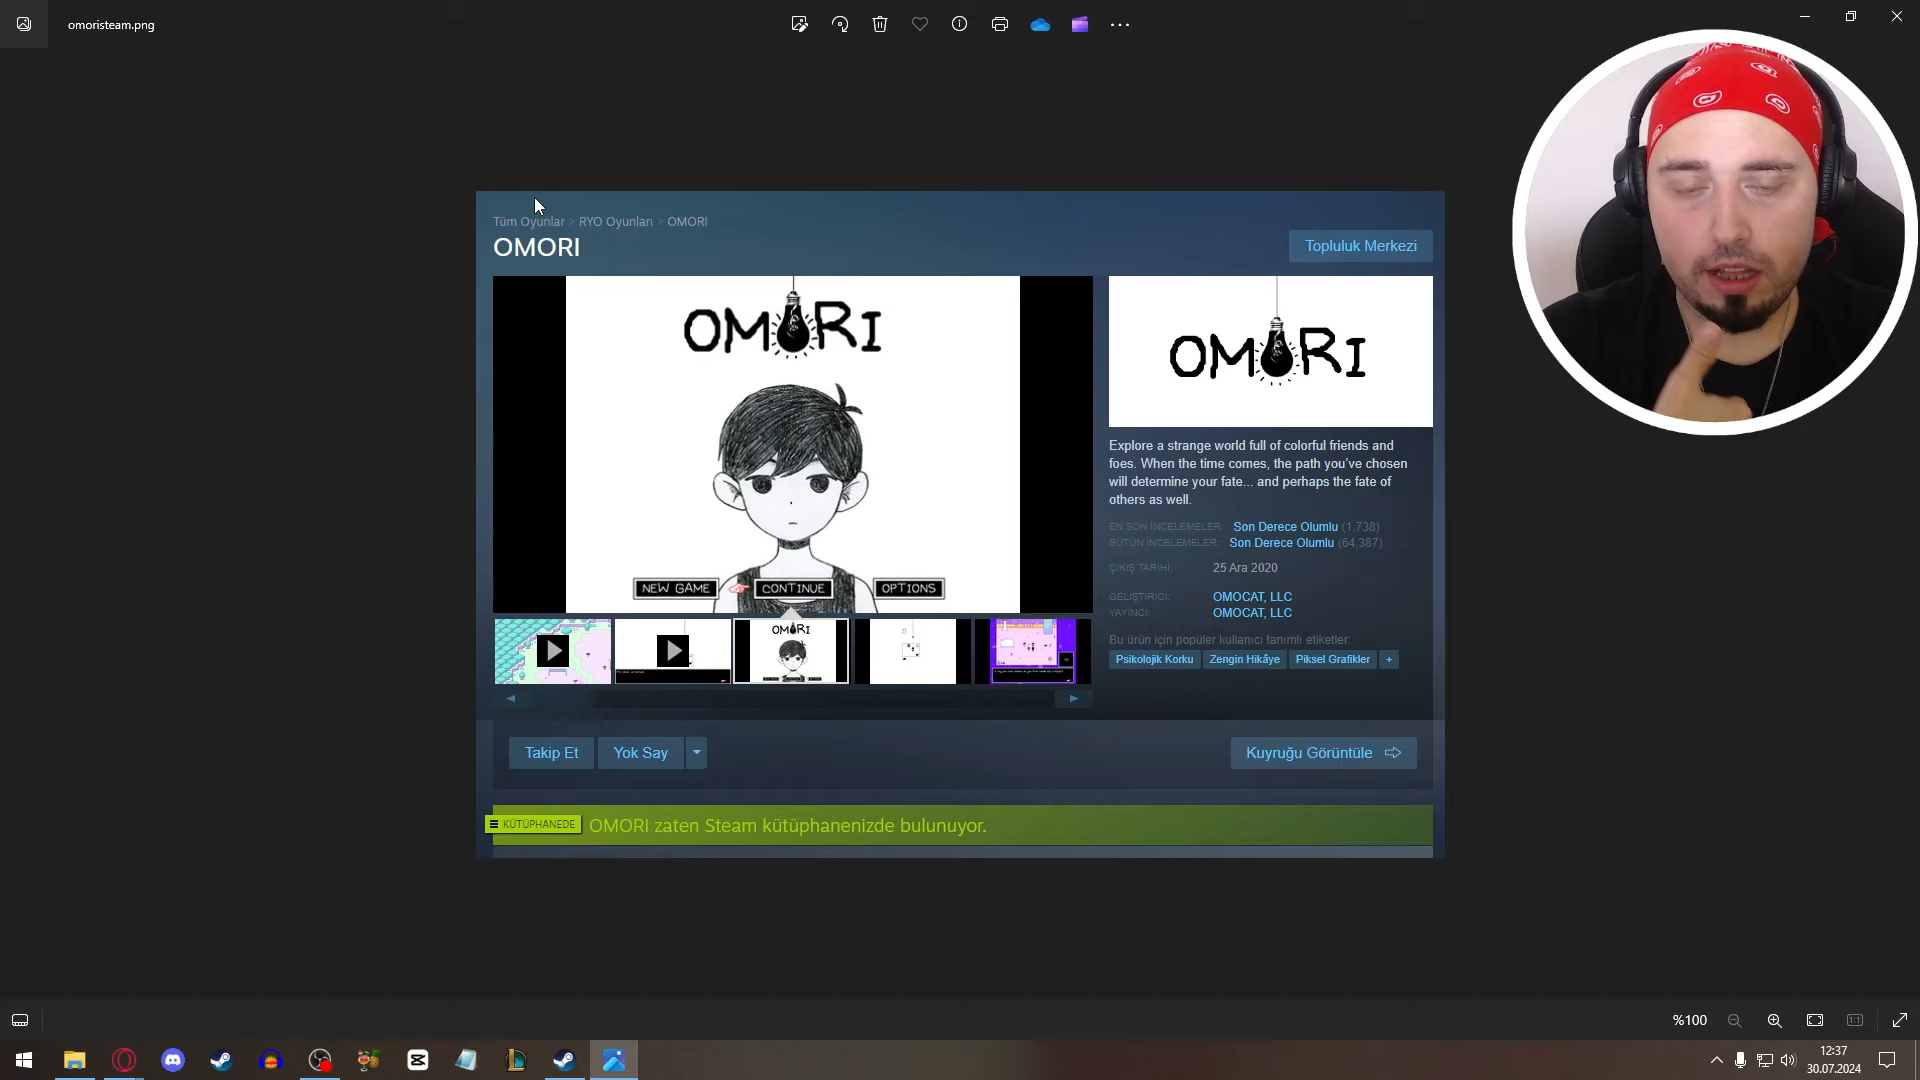 omoristeam.png
Tüm Oyunlar > RYO Oyunları > OMORI
OMORI
Topluluk Merkezi
OMORI
NEW GAME
CONTINUE
OPTIONS
OMORI
Explore a strange world full of colorful friends and
foes. When the time comes, the path you've chosen
will determine your fate... and perhaps the fate of
others as well.
EN SON İNCELEMELER: Son Derece Olumlu (1,738)
BÜTÜN İNCELEMELER: Son Derece Olumlu (64,387)
ÇIKIŞ TARİHİ: 25 Ara 2020
GELİŞTİRİCİ: OMOCAT, LLC
YAYINCI: OMOCAT, LLC
Bu ürün için popüler kullanıcı tanımlı etiketler:
Psikolojik Korku Zengin Hikâye Piksel Grafikler +
OMORI
Takip Et
Yok Say
Kuyruğu Görüntüle
KÜTÜPHANEDE
OMORI zaten Steam kütüphanenizde bulunuyor.
%100
1:1
12:37
30.07.2024